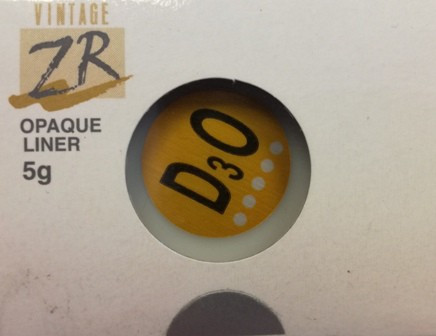 VINTAGE
ZR
OPAQUE
LINER
5g
D3O